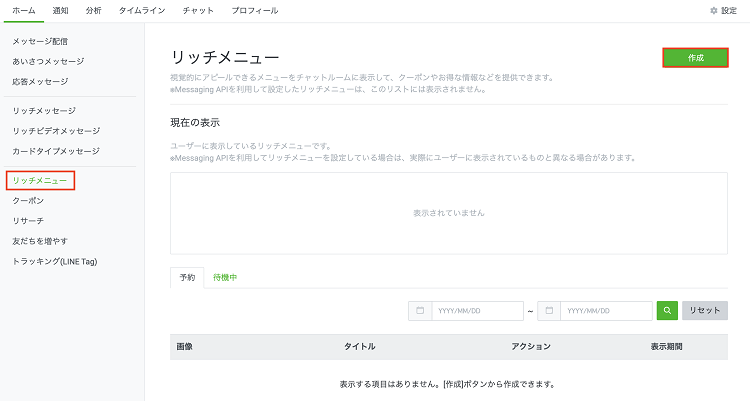 ホーム 通知 分析 タイムライン チャット プロフィール 設定
メッセージ配信
あいさつメッセージ
応答メッセージ
リッチメッセージ
リッチビデオメッセージ
カードタイプメッセージ
リッチメニュー
クーポン
リサーチ
友だちを増やす
トラッキング(LINE Tag)
リッチメニュー 作成
視覚的にアピールできるメニューをチャットルームに表示して、クーポンやお得な情報などを提供できます。
※Messaging APIを利用して設定したリッチメニューは、このリストには表示されません。
現在の表示
ユーザーに表示しているリッチメニューです。
※Messaging APIを利用してリッチメニューを設定している場合は、実際にユーザーに表示されているものと異なる場合があります。
表示されていません
予約 待機中
YYYY/MM/DD ~ YYYY/MM/DD リセット
画像 タイトル アクション 表示期間
表示する項目はありません。[作成]ボタンから作成できます。